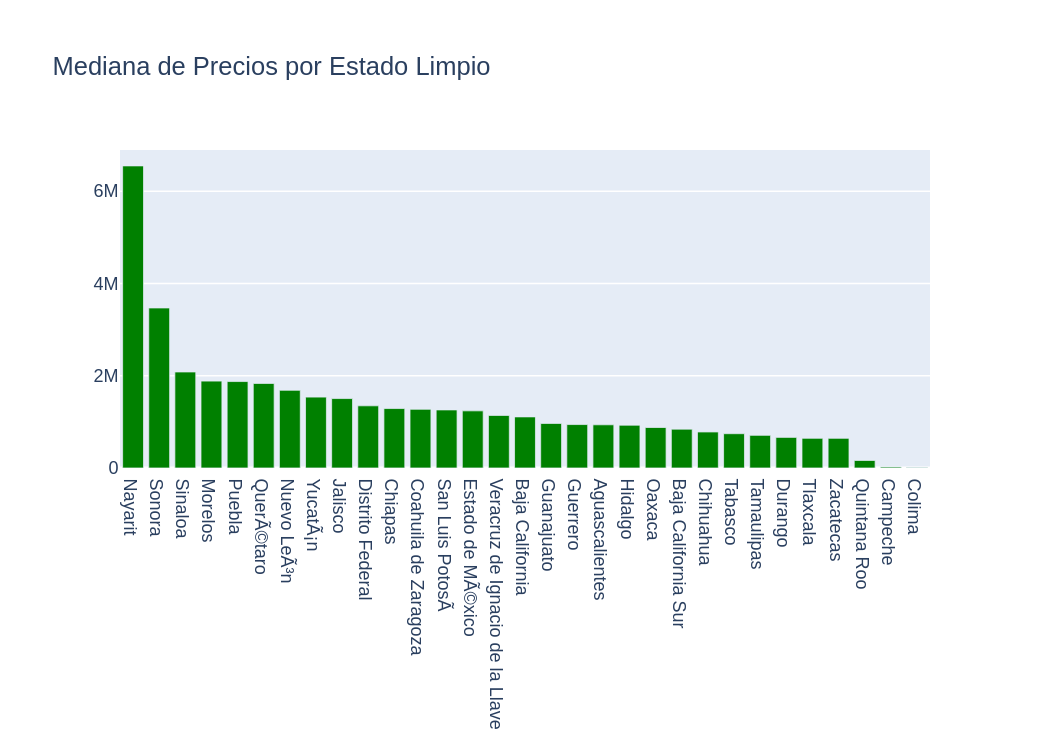 Mediana de Precios por Estado Limpio
6M
4M
2M
0
Nayarit
Sonora
Sinaloa
Morelos
Puebla
QuerÃ©taro
Nuevo LeÃ³n
YucatÃ¡n
Jalisco
Distrito Federal
Chiapas
Coahuila de Zaragoza
San Luis PotosÃ
Estado de MÃ©xico
Veracruz de Ignacio de la Llave
Baja California
Guanajuato
Guerrero
Aguascalientes
Hidalgo
Oaxaca
Baja California Sur
Chihuahua
Tabasco
Tamaulipas
Durango
Tlaxcala
Zacatecas
Quintana Roo
Campeche
Colima